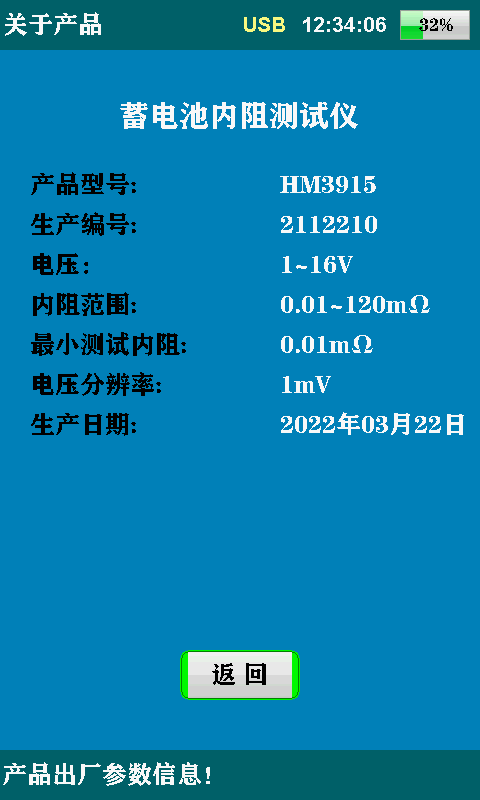 关于产品 USB 12:34:06 32%
蓄电池内阻测试仪
产品型号: HM3915
生产编号: 2112210
电压: 1~16V
内阻范围: 0.01~120mΩ
最小测试内阻: 0.01mΩ
电压分辨率: 1mV
生产日期: 2022年03月22日
返 回
产品出厂参数信息!